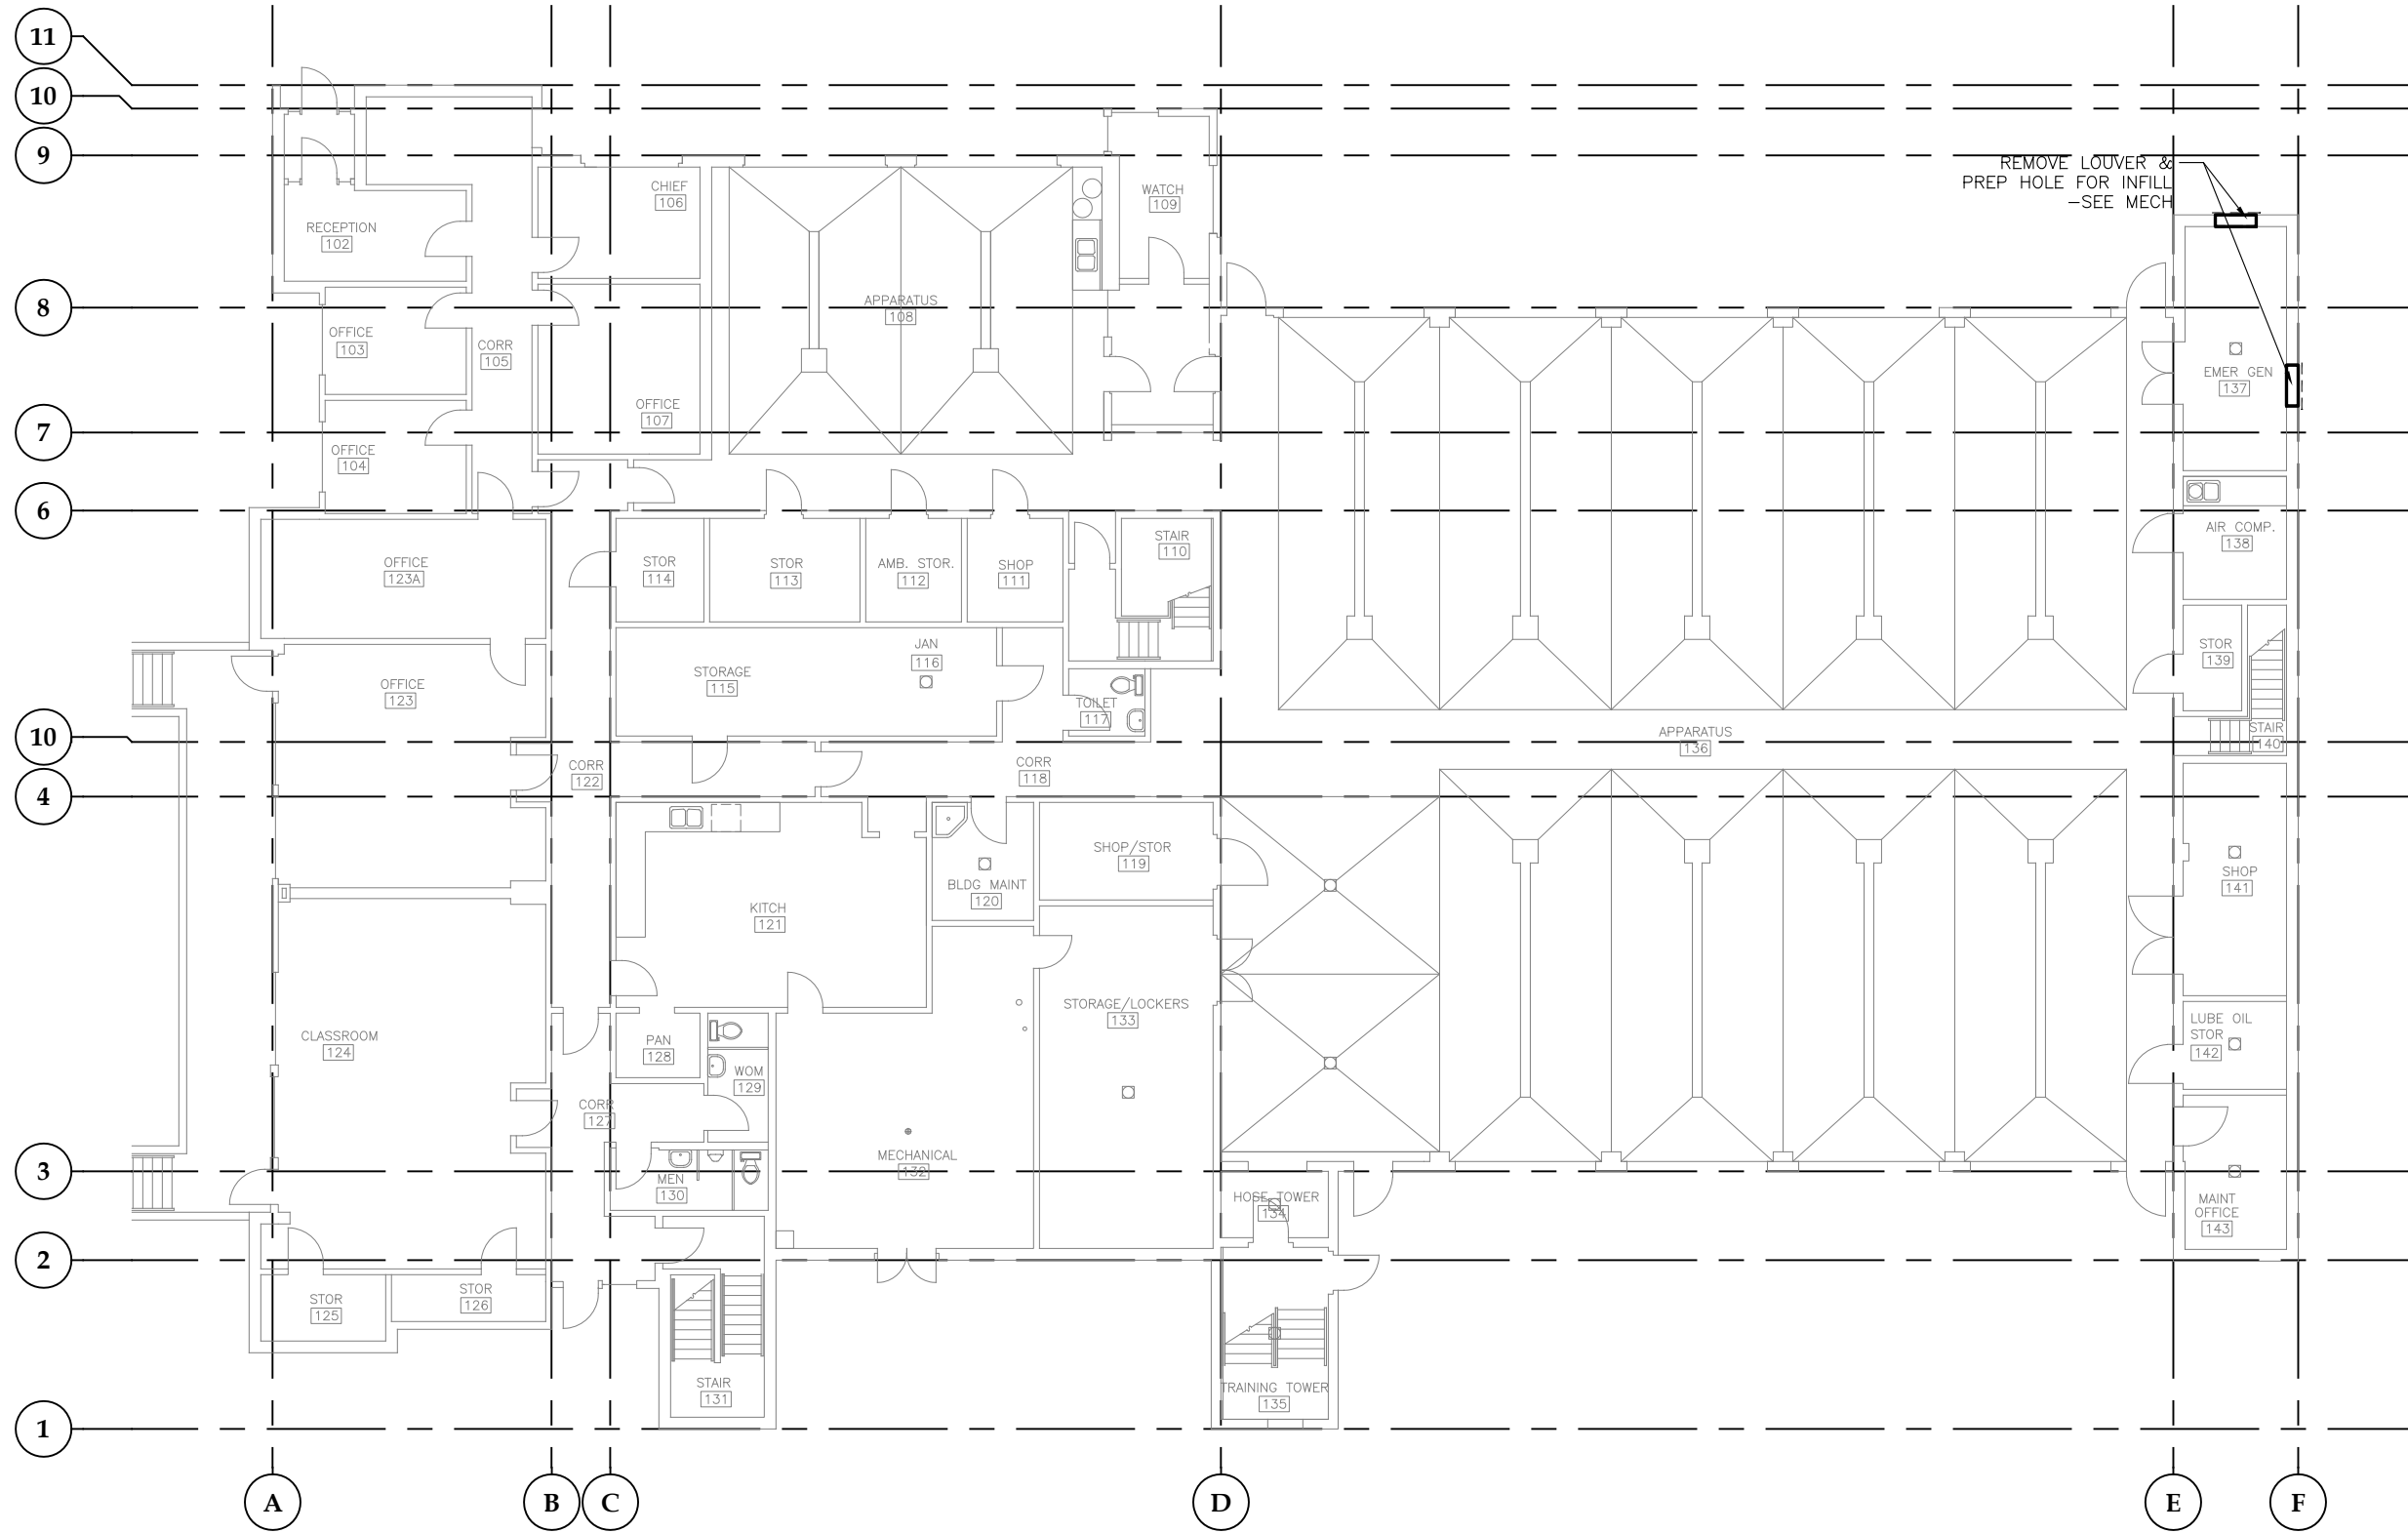 11
10
9
REMOVE LOUVER &
PREP HOLE FOR INFILL
-SEE MECH
CHIEF
106
WATCH
109
RECEPTION
102
8
APPARATUS
108
OFFICE
103
CORR
105
EMER GEN
137
OFFICE
107
7
OFFICE
104
6
AIR COMP.
138
STAIR
110
OFFICE
123A
STOR
114
STOR
113
AMB. STOR.
112
SHOP
111
JAN
116
STOR
139
STORAGE
115
OFFICE
123
TOILET
117
10
APPARATUS
136
STAIR
140
CORR
122
CORR
118
4
SHOP/STOR
119
BLDG MAINT
120
SHOP
141
KITCH
121
STORAGE/LOCKERS
133
LUBE OIL
STOR
142
CLASSROOM
124
PAN
128
WOM
129
CORR
127
MECHANICAL
132
3
MEN
130
HOSE TOWER
134
MAINT
OFFICE
143
2
STOR
125
STOR
126
STAIR
131
TRAINING TOWER
135
1
A
B
C
D
E
F